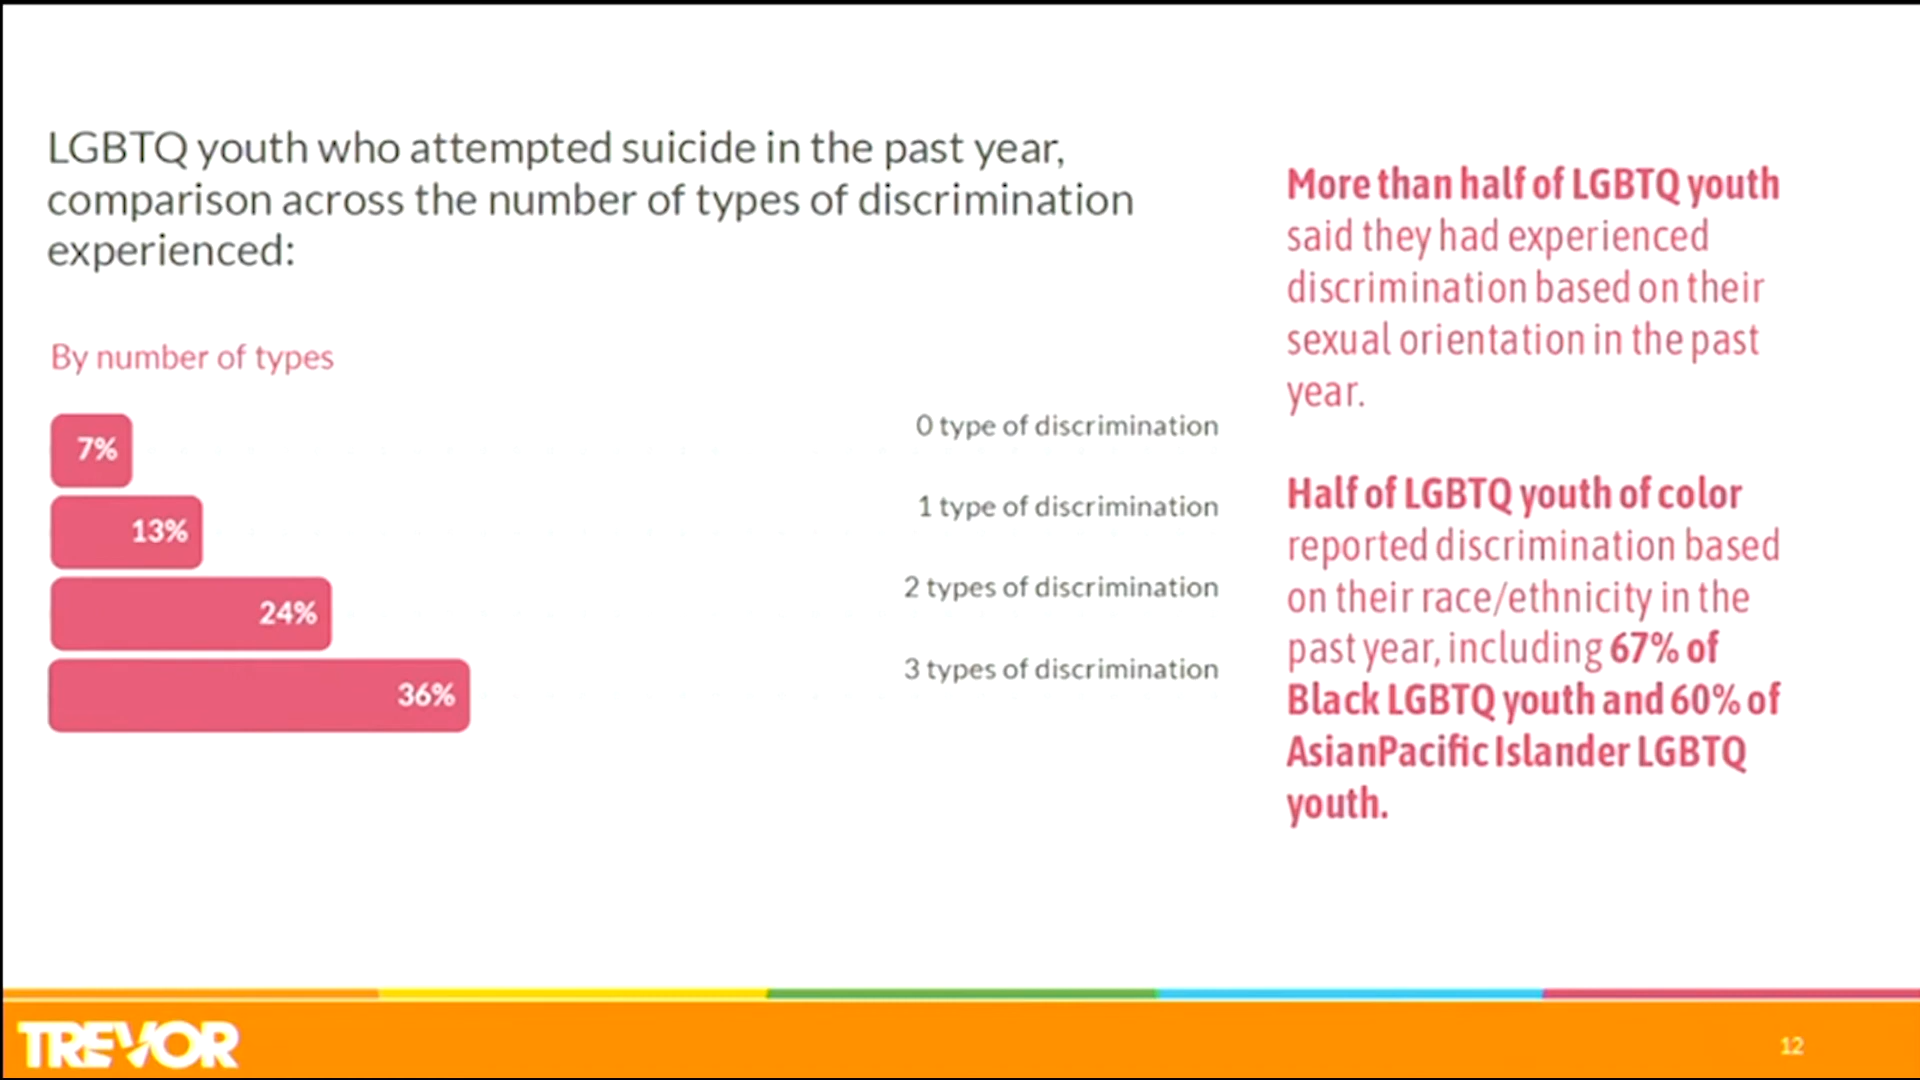 LGBTQ youth who attempted suicide in the past year,
comparison across the number of types of discrimination
experienced:
By number of types
7%
0 type of discrimination
13%
1 type of discrimination
24%
2 types of discrimination
36%
3 types of discrimination
More than half of LGBTQ youth
said they had experienced
discrimination based on their
sexual orientation in the past
year.
Half of LGBTQ youth of color
reported discrimination based
on their race/ethnicity in the
past year, including 67% of
Black LGBTQ youth and 60% of
AsianPacific Islander LGBTQ
youth.
TREVOR
12